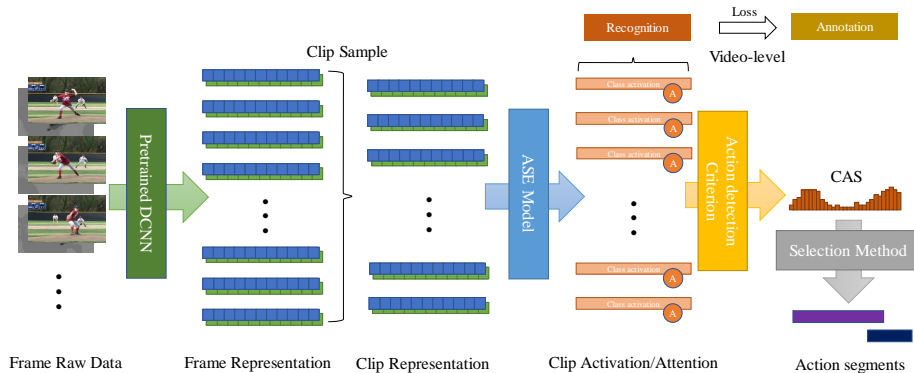 Recognition
Loss
Annotation
Video-level
Clip Sample
Pretrained DCNN
ASE Model
Class activation
A
Class activation
A
Class activation
A
Class activation
A
Class activation
A
Action detection
Criterion
CAS
Selection Method
Frame Raw Data
Frame Representation
Clip Representation
Clip Activation/Attention
Action segments